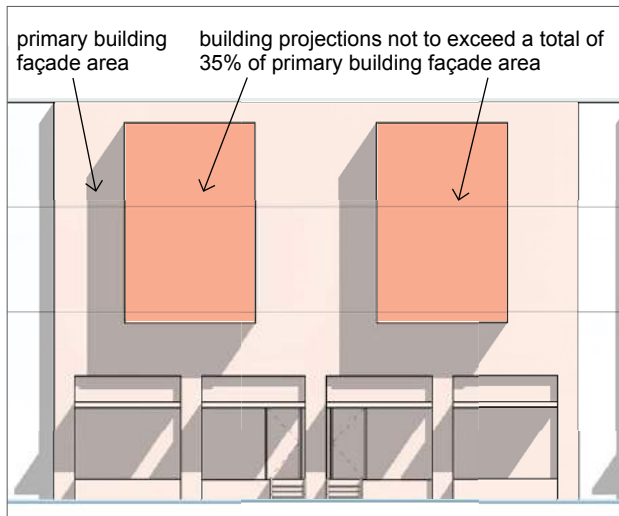 primary building
façade area
building projections not to exceed a total of
35% of primary building façade area